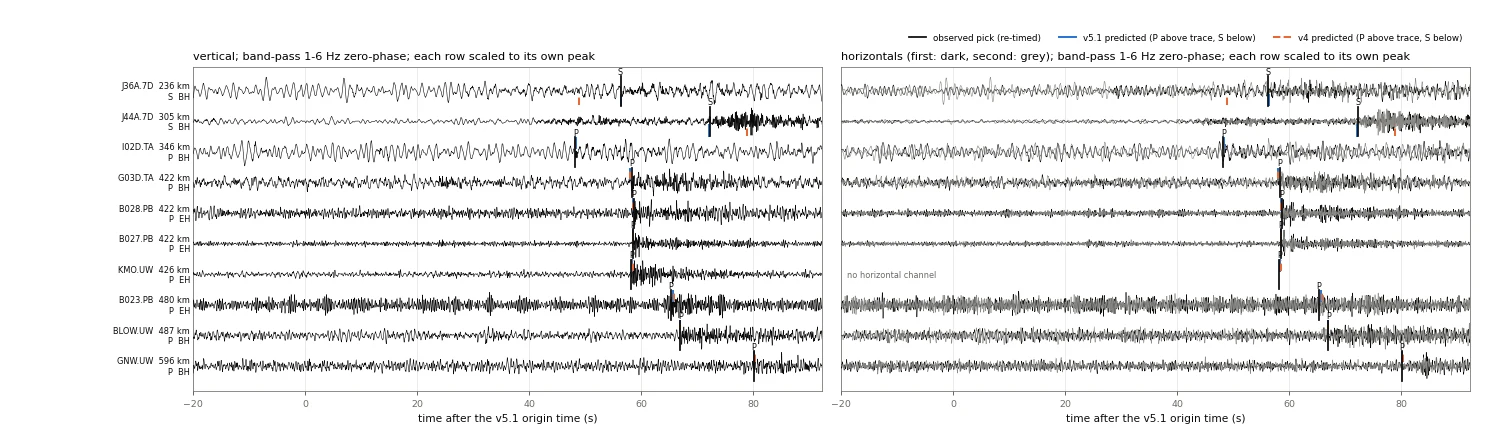 observed pick (re-timed) v5.1 predicted (P above trace, S below) v4 predicted (P above trace, S below)
vertical; band-pass 1-6 Hz zero-phase; each row scaled to its own peak
horizontals (first: dark, second: grey); band-pass 1-6 Hz zero-phase; each row scaled to its own peak
J36A.7D 236 km
S BH
S
S
J44A.7D 305 km
S BH
S
S
I02D.TA 346 km
P BH
P
P
G03D.TA 422 km
P BH
P
P
B028.PB 422 km
P EH
B027.PB 422 km
P EH
KMO.UW 426 km
P EH
no horizontal channel
B023.PB 480 km
P EH
P
P
BLOW.UW 487 km
P BH
GNW.UW 596 km
P BH
P
P
−20 0 20 40 60 80
−20 0 20 40 60 80
time after the v5.1 origin time (s)
time after the v5.1 origin time (s)